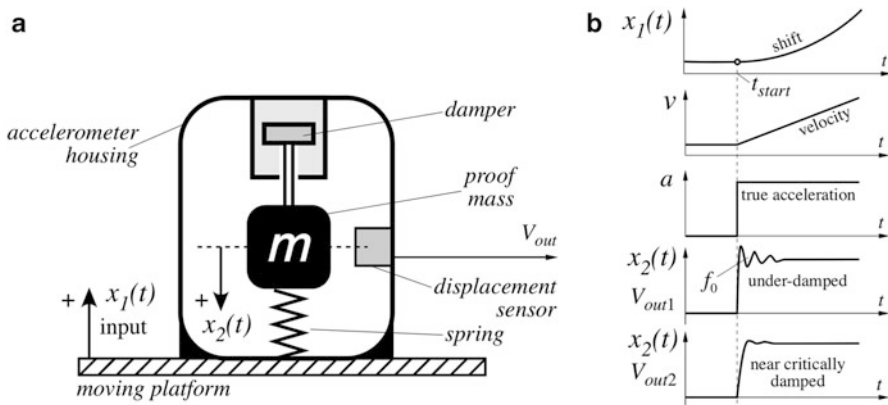 a
accelerometer
housing
damper
proof
mass
m
V_out
displacement
sensor
spring
+ x_1(t)
input
+
x_2(t)
moving platform
b
x_1(t)
shift
t
t_start
v
velocity
t
a
true acceleration
t
x_2(t)
V_out1
f_0
under-damped
t
x_2(t)
V_out2
near critically
damped
t